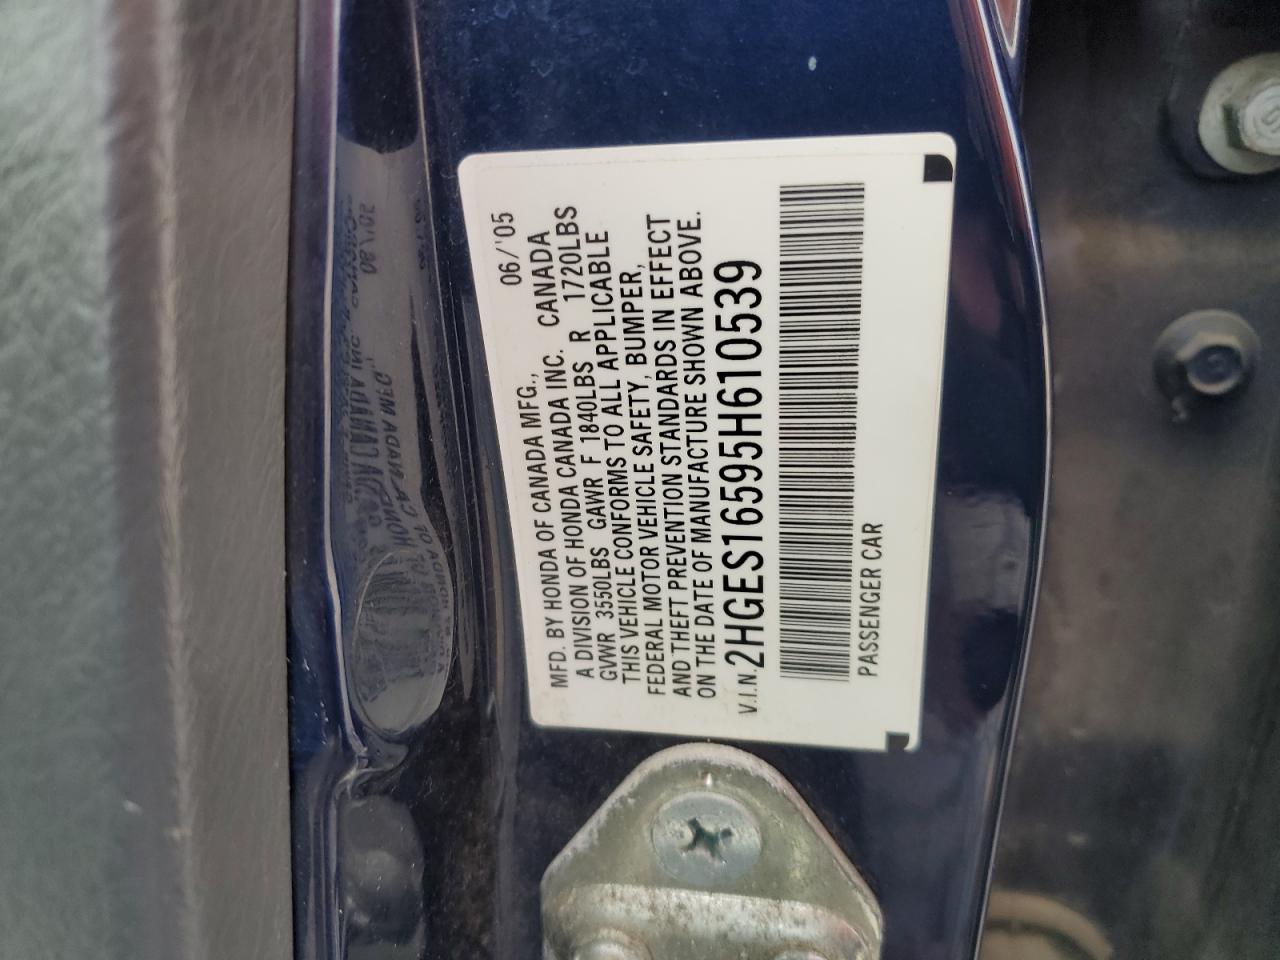 06/'05
MFD. BY HONDA OF CANADA MFG.,
A DIVISION OF HONDA CANADA INC. CANADA
GVWR 3550LBS GAWR F 1840LBS R 1720LBS
THIS VEHICLE CONFORMS TO ALL APPLICABLE
FEDERAL MOTOR VEHICLE SAFETY, BUMPER,
AND THEFT PREVENTION STANDARDS IN EFFECT
ON THE DATE OF MANUFACTURE SHOWN ABOVE.
V.I.N. 2HGES16595H610539
PASSENGER CAR